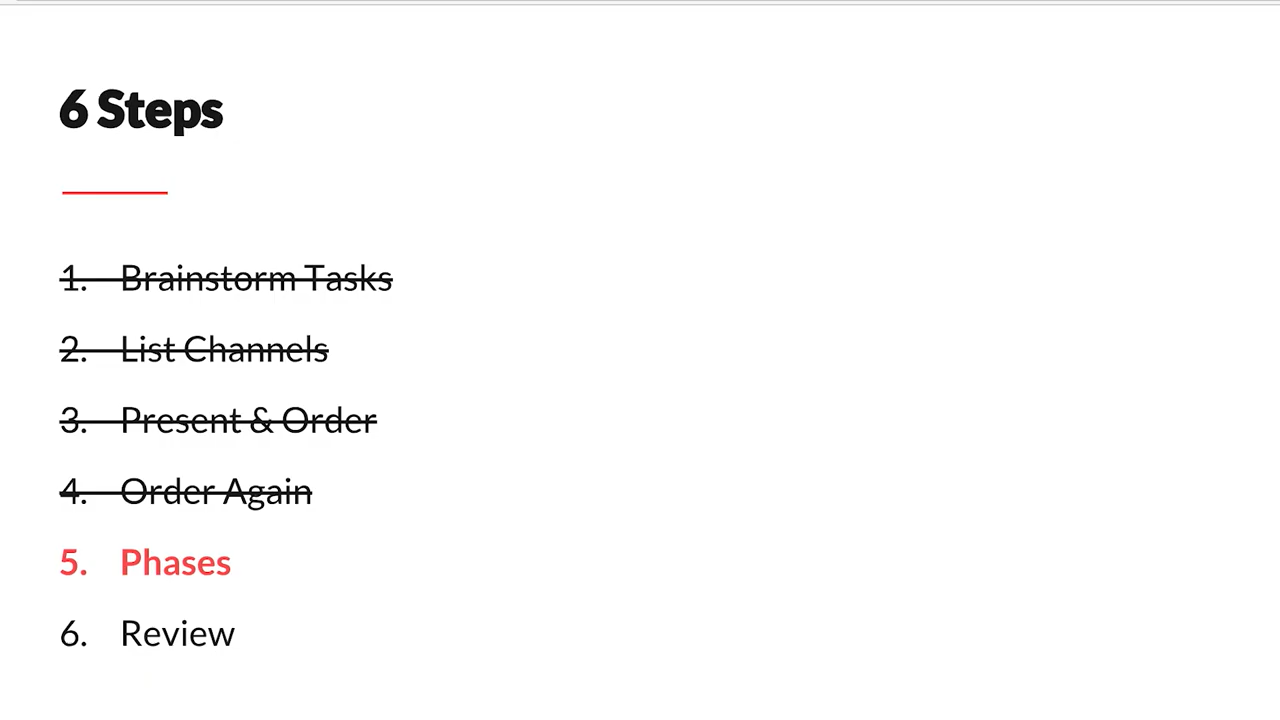 6 Steps
1. Brainstorm Tasks
2. List Channels
3. Present & Order
4. Order Again
5. Phases
6. Review